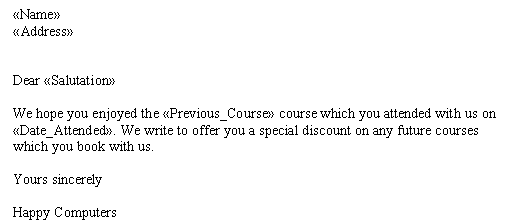 «Name»
«Address»
Dear «Salutation»
We hope you enjoyed the «Previous_Course» course which you attended with us on
«Date_Attended». We write to offer you a special discount on any future courses
which you book with us.
Yours sincerely
Happy Computers